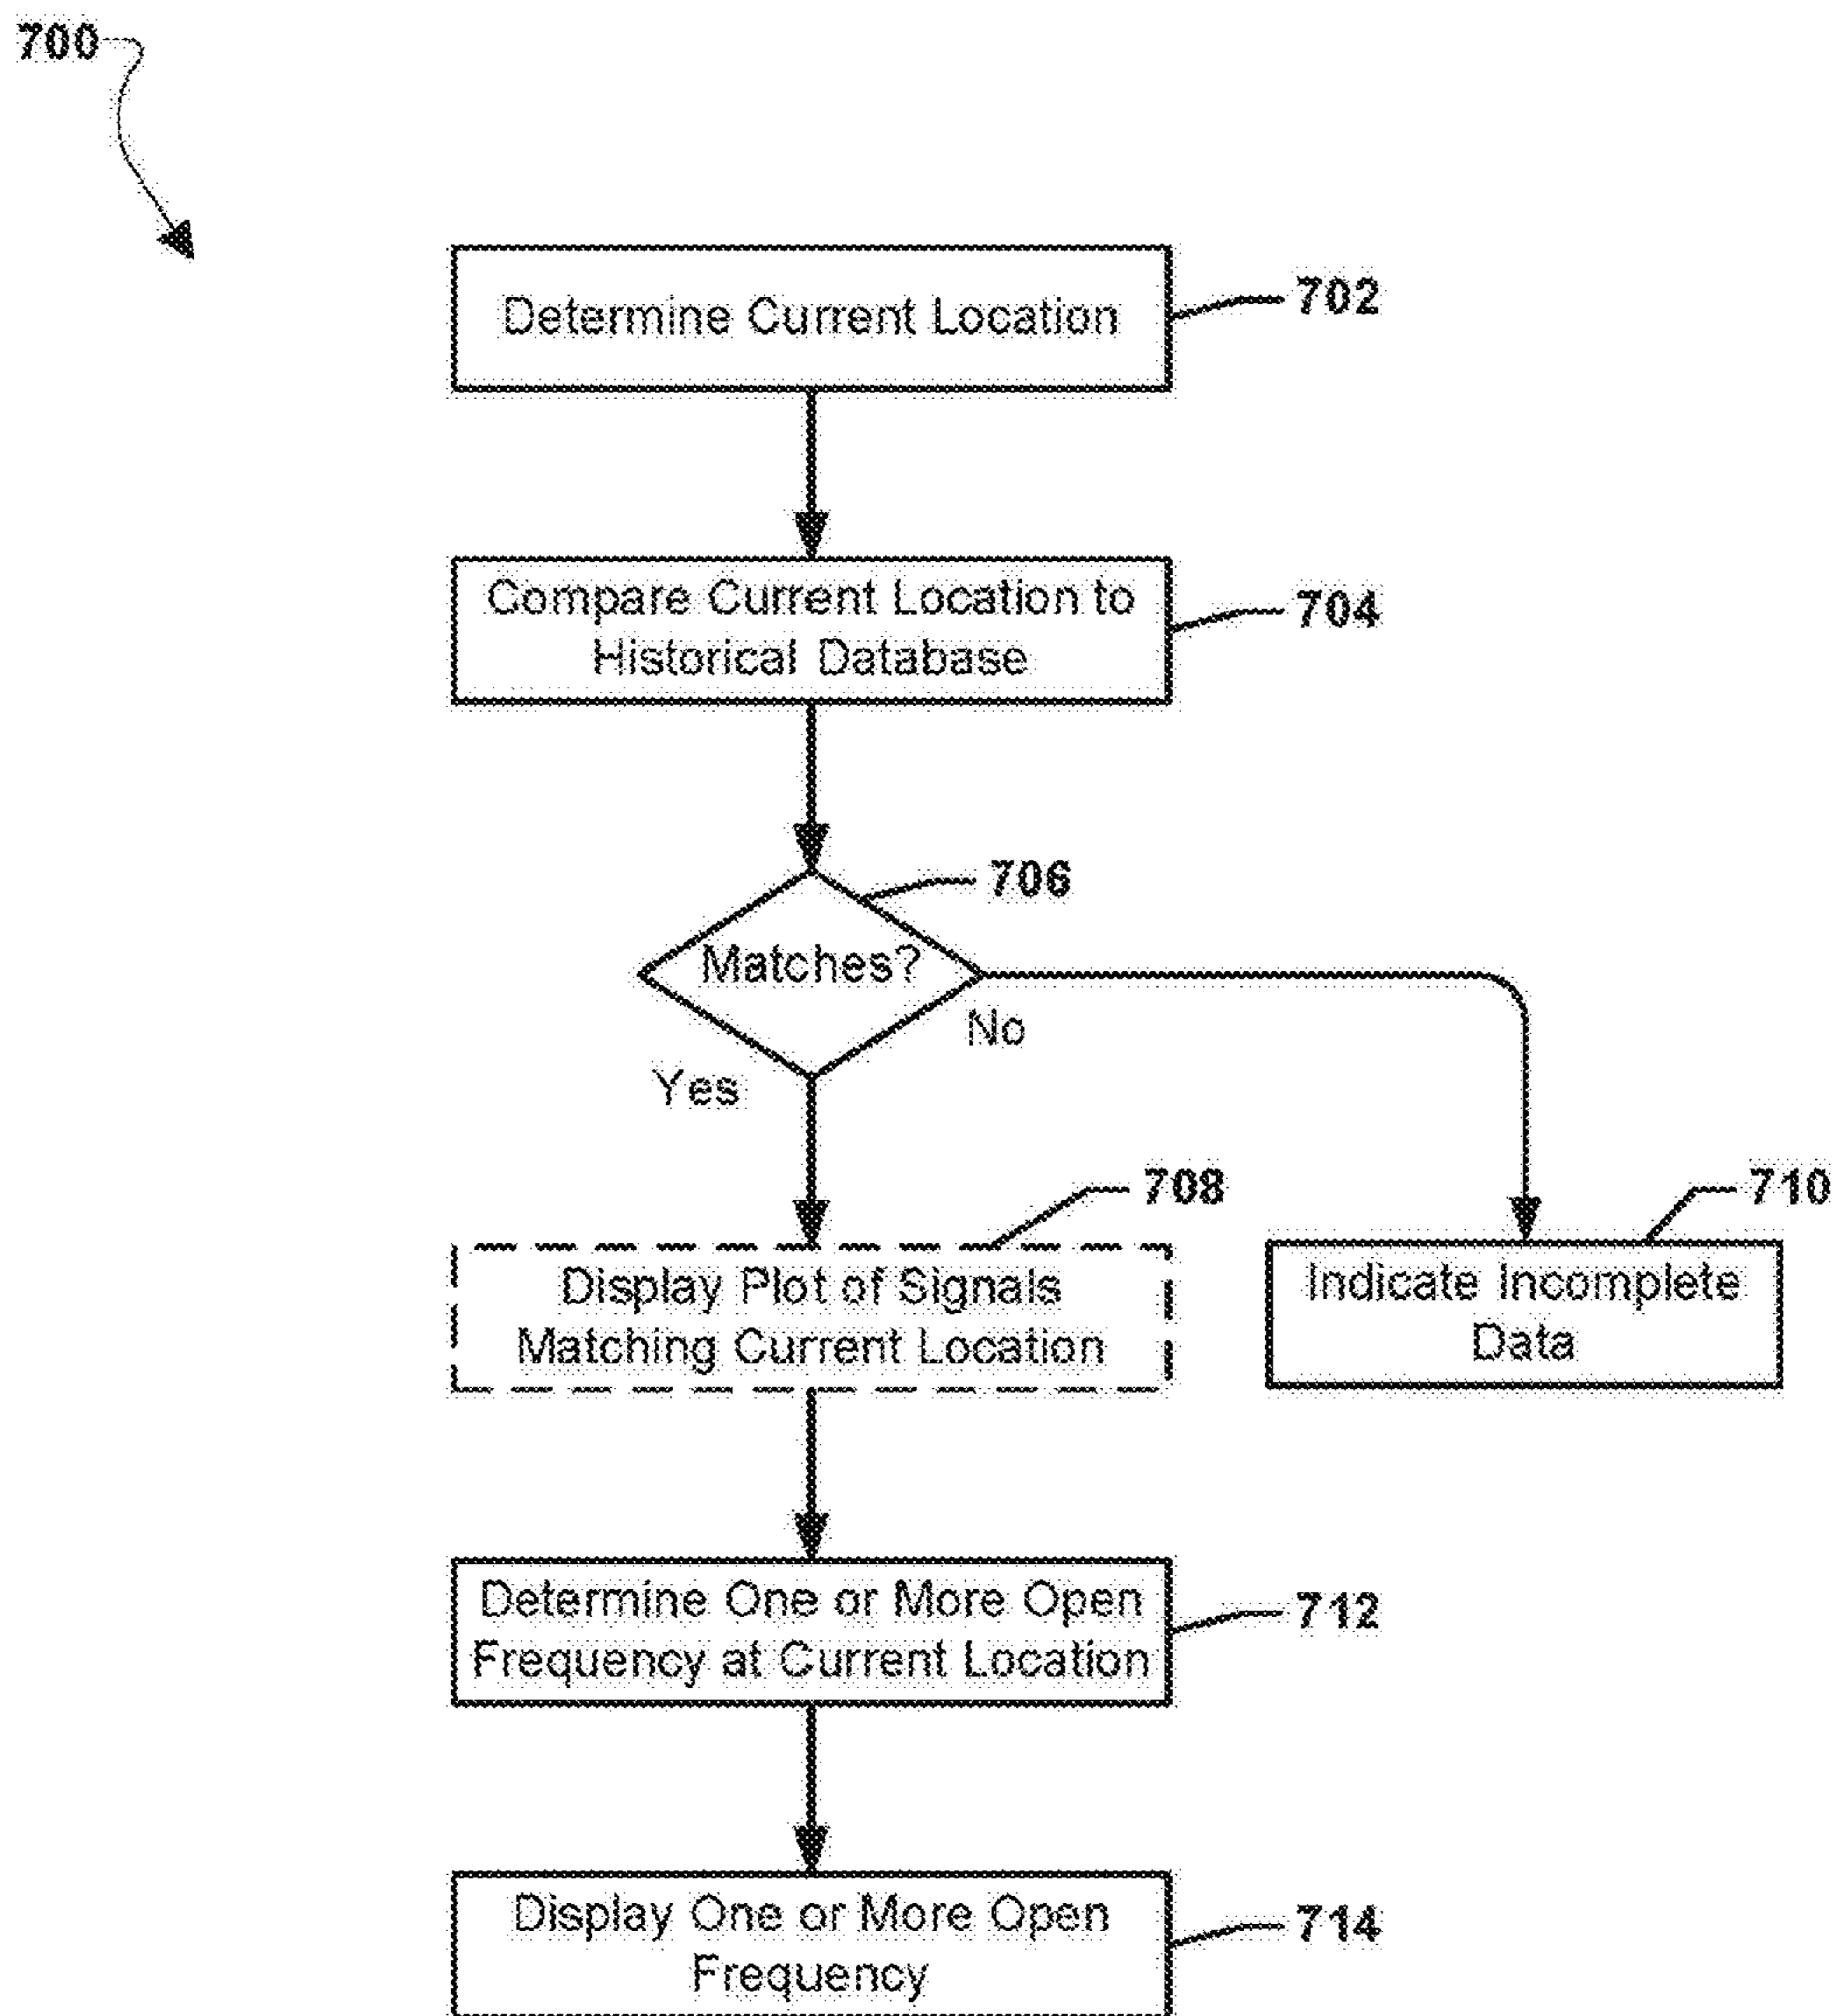 700
Determine Current Location
702
Compare Current Location to
Historical Database
704
706
Matches?
No
Yes
708
710
Display Plot of Signals
Matching Current Location
Indicate Incomplete
Data
Determine One or More Open
Frequency at Current Location
712
Display One or More Open
Frequency
714